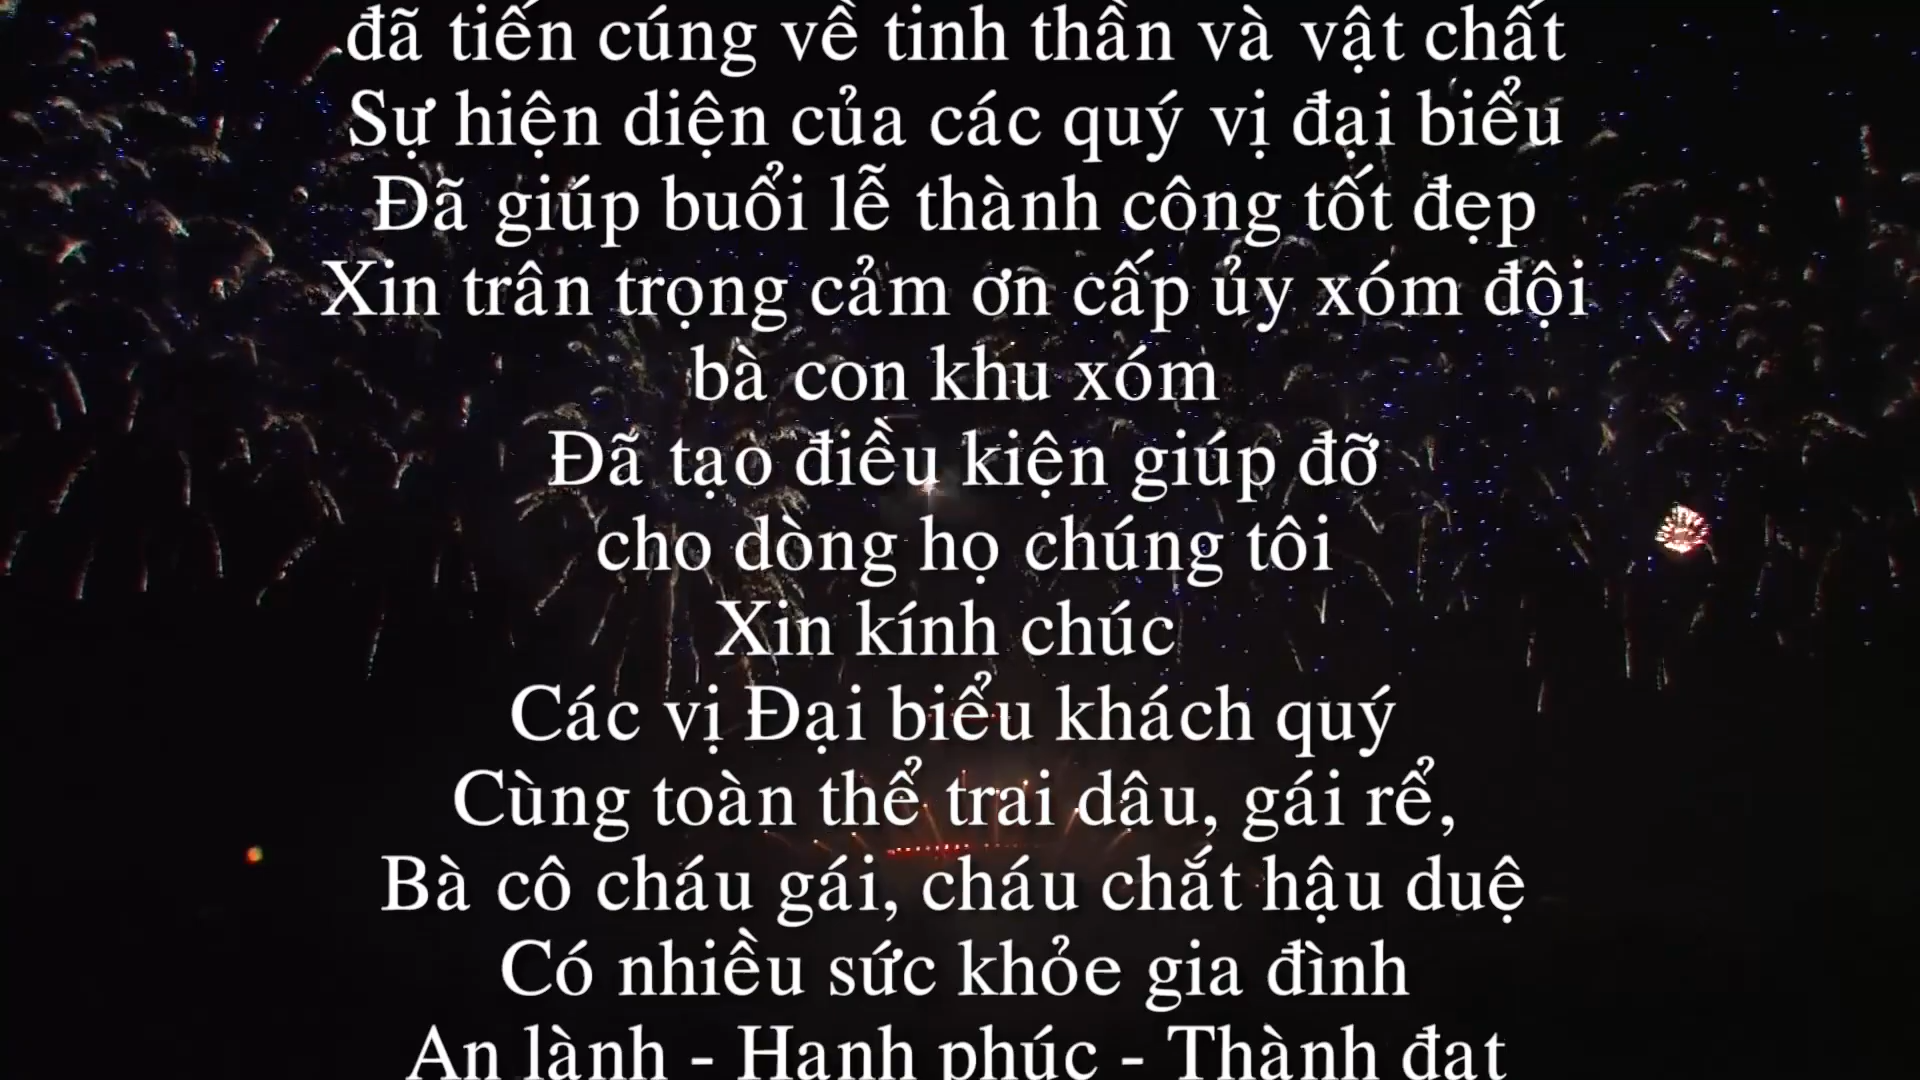 đã tiến cúng về tinh thần và vật chất
Sự hiện diện của các quý vị đại biểu
Đã giúp buổi lễ thành công tốt đẹp
Xin trân trọng cảm ơn cấp ủy xóm đội
bà con khu xóm
Đã tạo điều kiện giúp đỡ
cho dòng họ chúng tôi
Xin kính chúc
Các vị Đại biểu khách quý
Cùng toàn thể trai dâu, gái rể,
Bà cô cháu gái, cháu chắt hậu duệ
Có nhiều sức khỏe gia đình
An lành - Hạnh phúc - Thành đạt